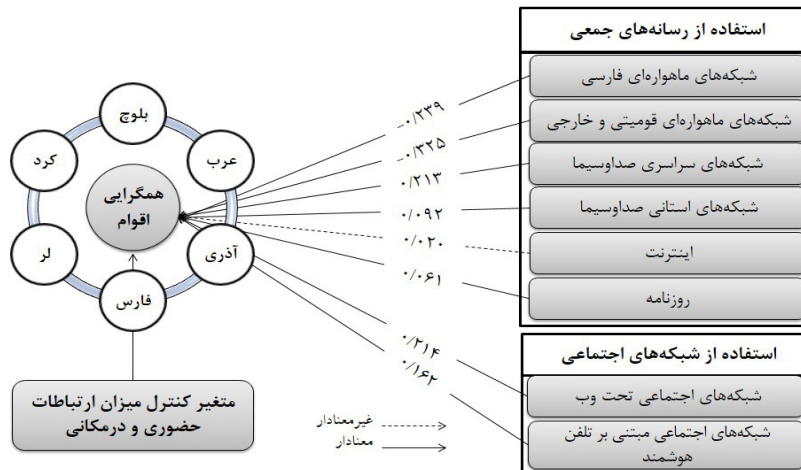 استفاده از رسانه‌های جمعی
شبکه‌های ماهواره‌ای فارسی
شبکه‌های ماهواره‌ای قومیتی و خارجی
شبکه‌های سراسری صداوسیما
شبکه‌های استانی صداوسیما
اینترنت
روزنامه
استفاده از شبکه‌های اجتماعی
شبکه‌های اجتماعی تحت وب
شبکه‌های اجتماعی مبتنی بر تلفن
هوشمند
-۰/۲۳۹
-۰/۳۲۵
۰/۲۱۳
۰/۰۹۲
۰/۰۲۰
۰/۰۶۱
۰/۲۱۴
۰/۱۶۲
بلوچ
عرب
کرد
همگرایی
اقوام
آذری
لر
فارس
متغیر کنترل میزان ارتباطات
حضوری و درمکانی
غیرمعنادار
معنادار